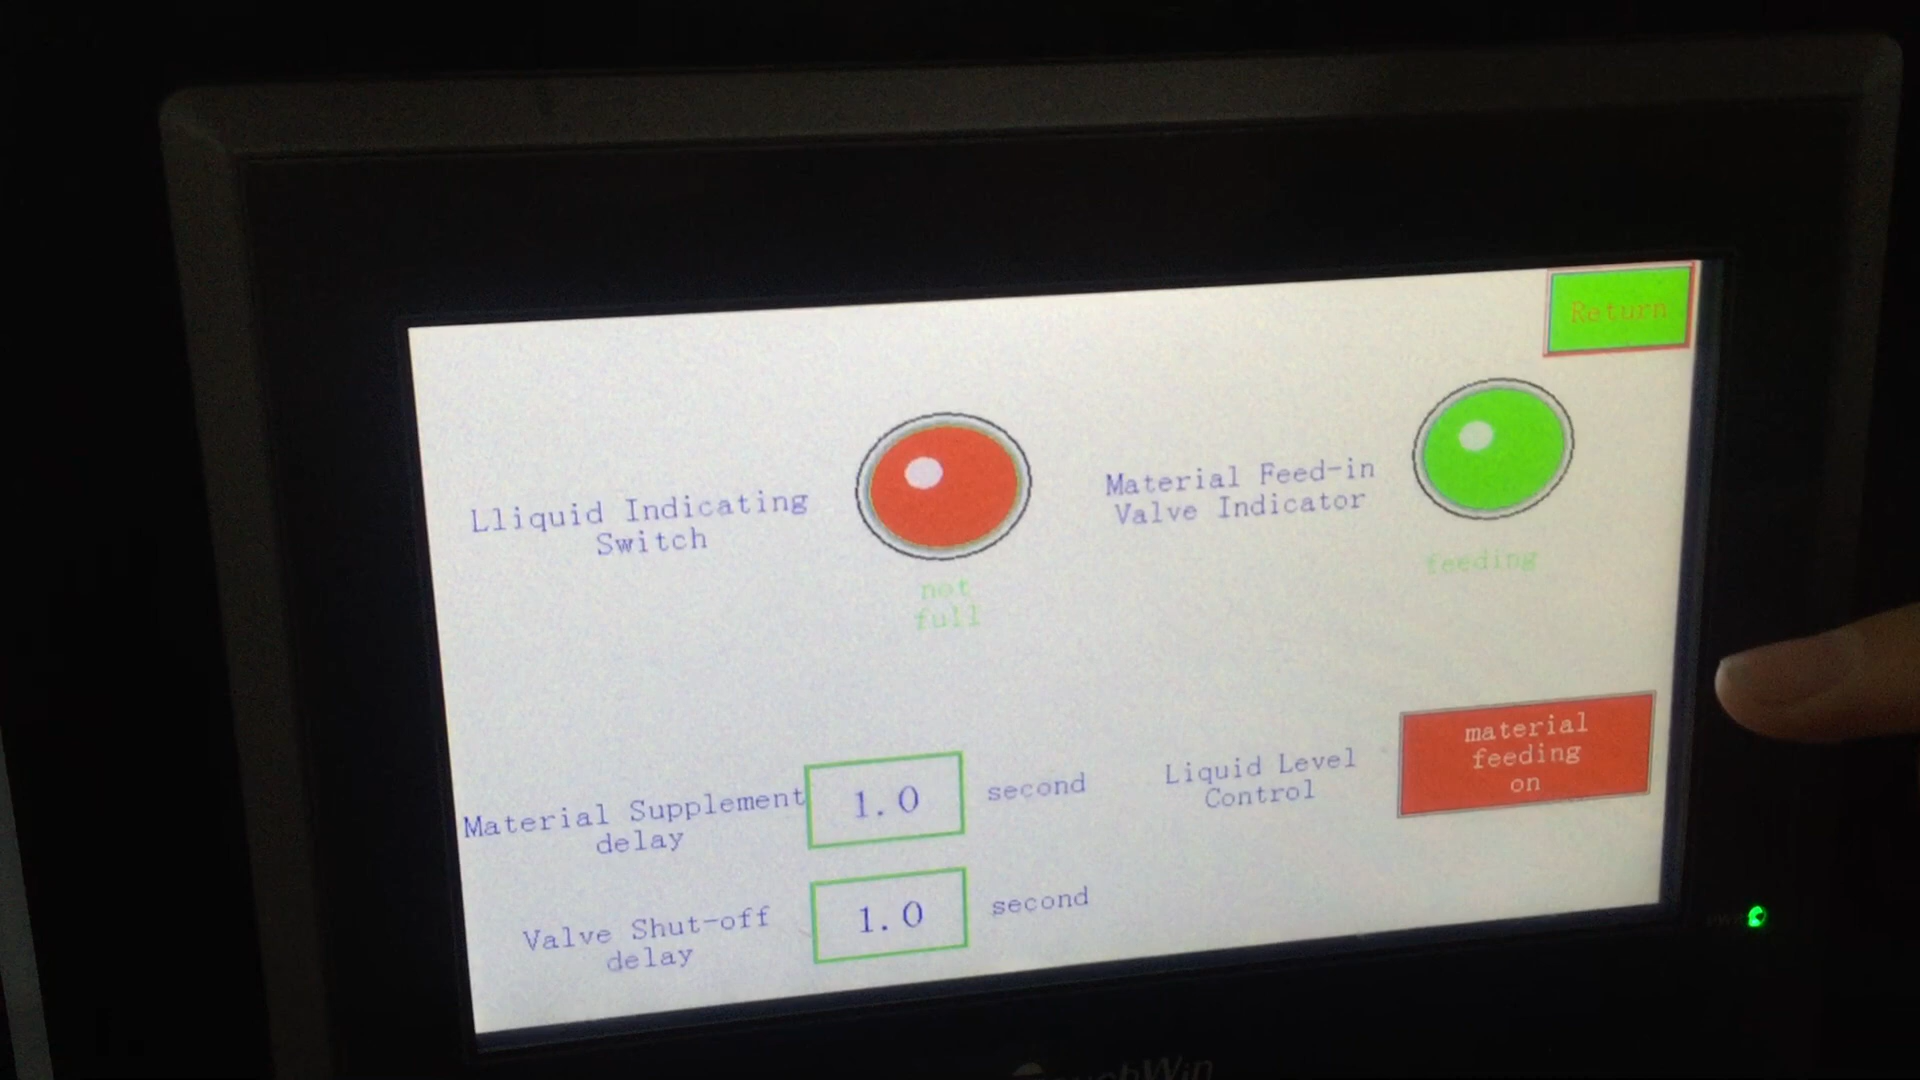 Return
Lliquid Indicating
Switch
not
full
Material Feed-in
Valve Indicator
feeding
Material Supplement
delay
1.0
second
Liquid Level
Control
material
feeding
on
Valve Shut-off
delay
1.0
second